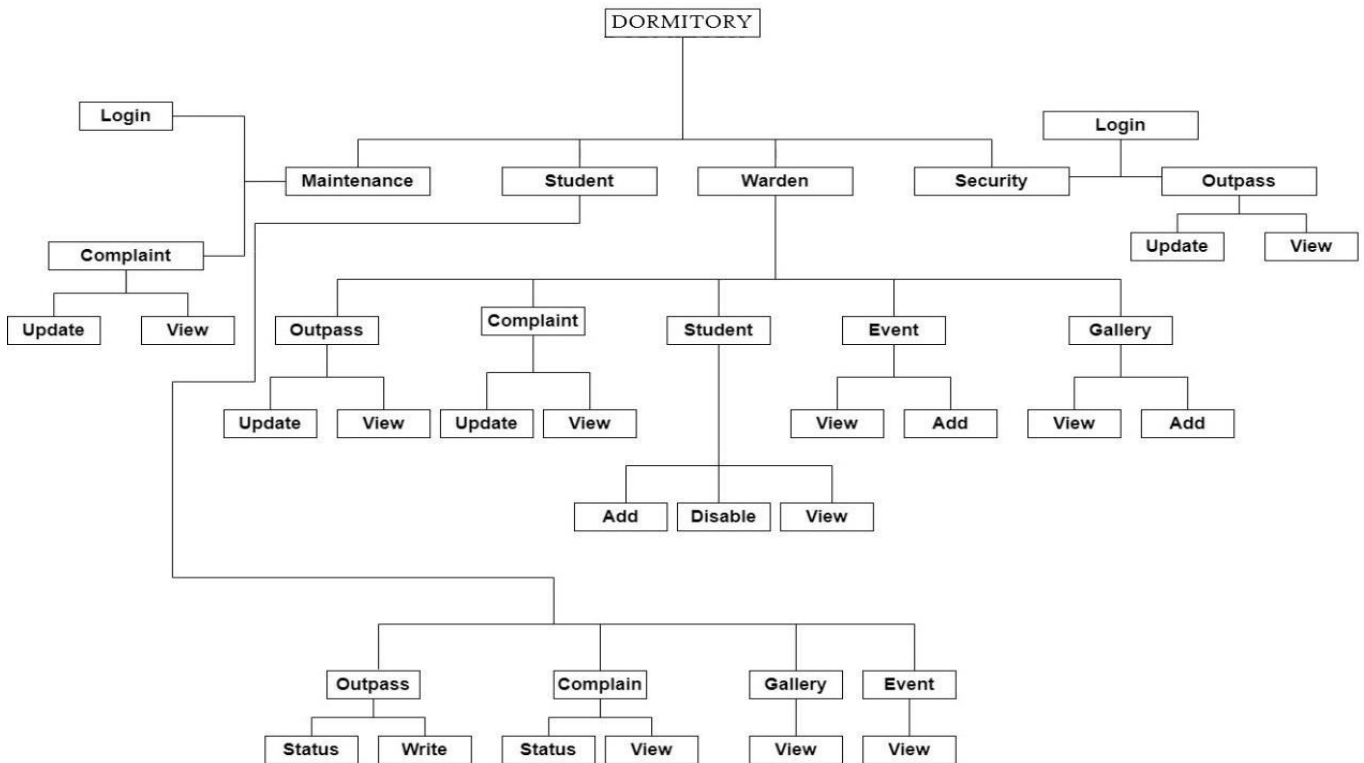 DORMITORY
Login
Login
Maintenance
Student
Warden
Security
Outpass
Complaint
Update
View
Update
View
Outpass
Complaint
Student
Event
Gallery
Update
View
Update
View
View
Add
View
Add
Add
Disable
View
Outpass
Complain
Gallery
Event
Status
Write
Status
View
View
View